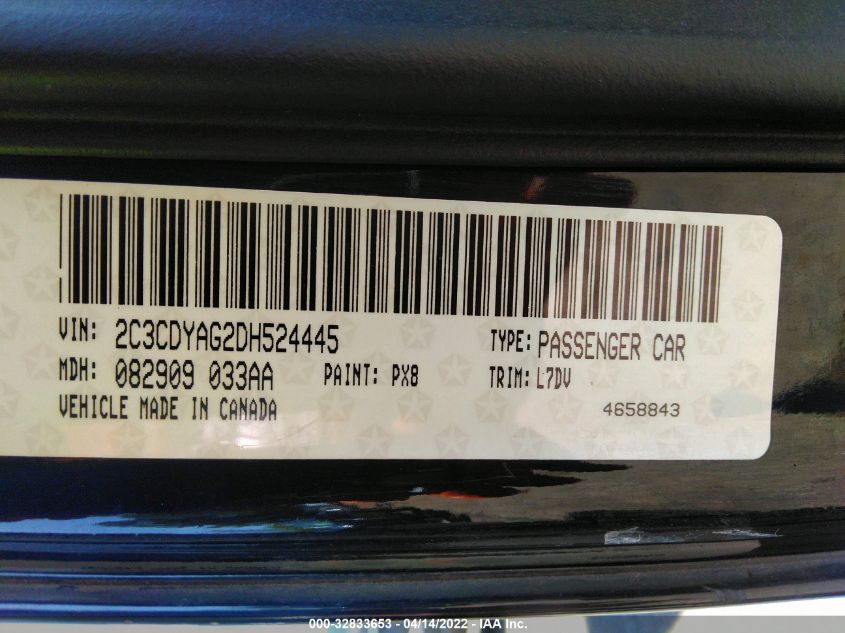 VIN: 2C3CDYAG2DH524445 TYPE: PASSENGER CAR
MDH: 082909 033AA PAINT: PX8 TRIM: L7DV
VEHICLE MADE IN CANADA 4658843
000-32833653 - 04/14/2022 - IAA Inc.